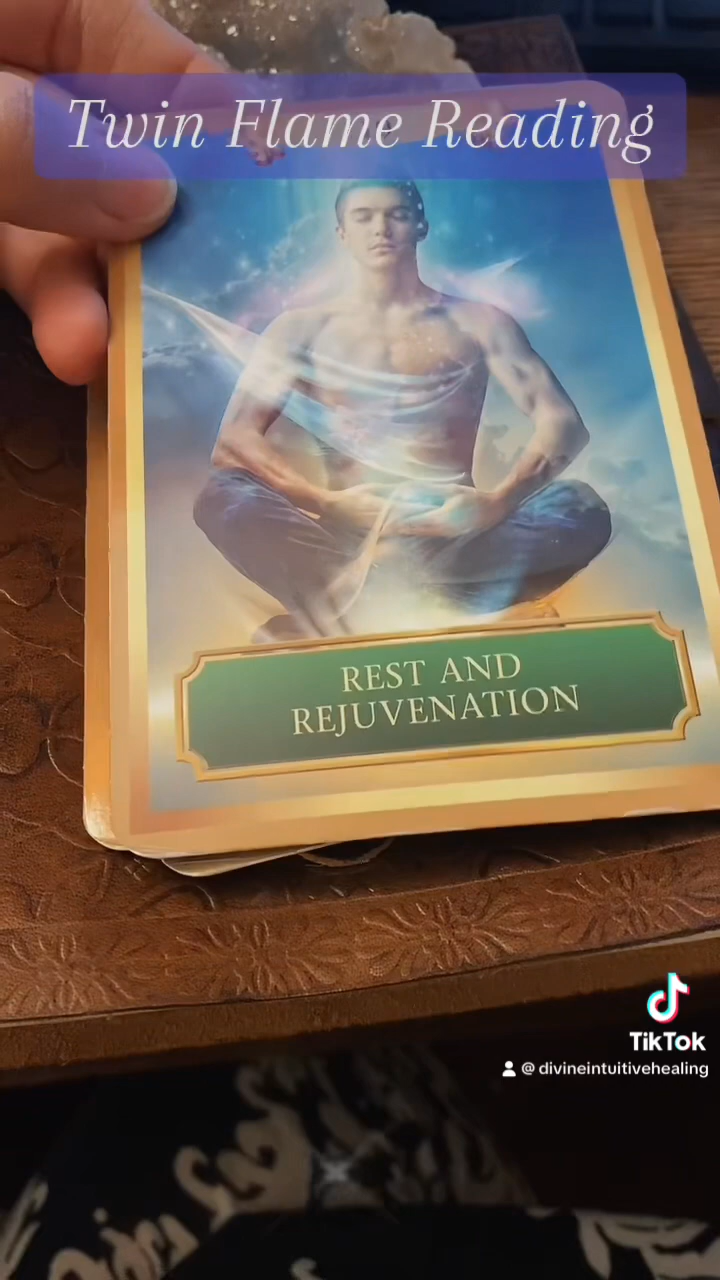 Twin Flame Reading
REST AND
REJUVENATION
TikTok
@ divineintuitivehealing